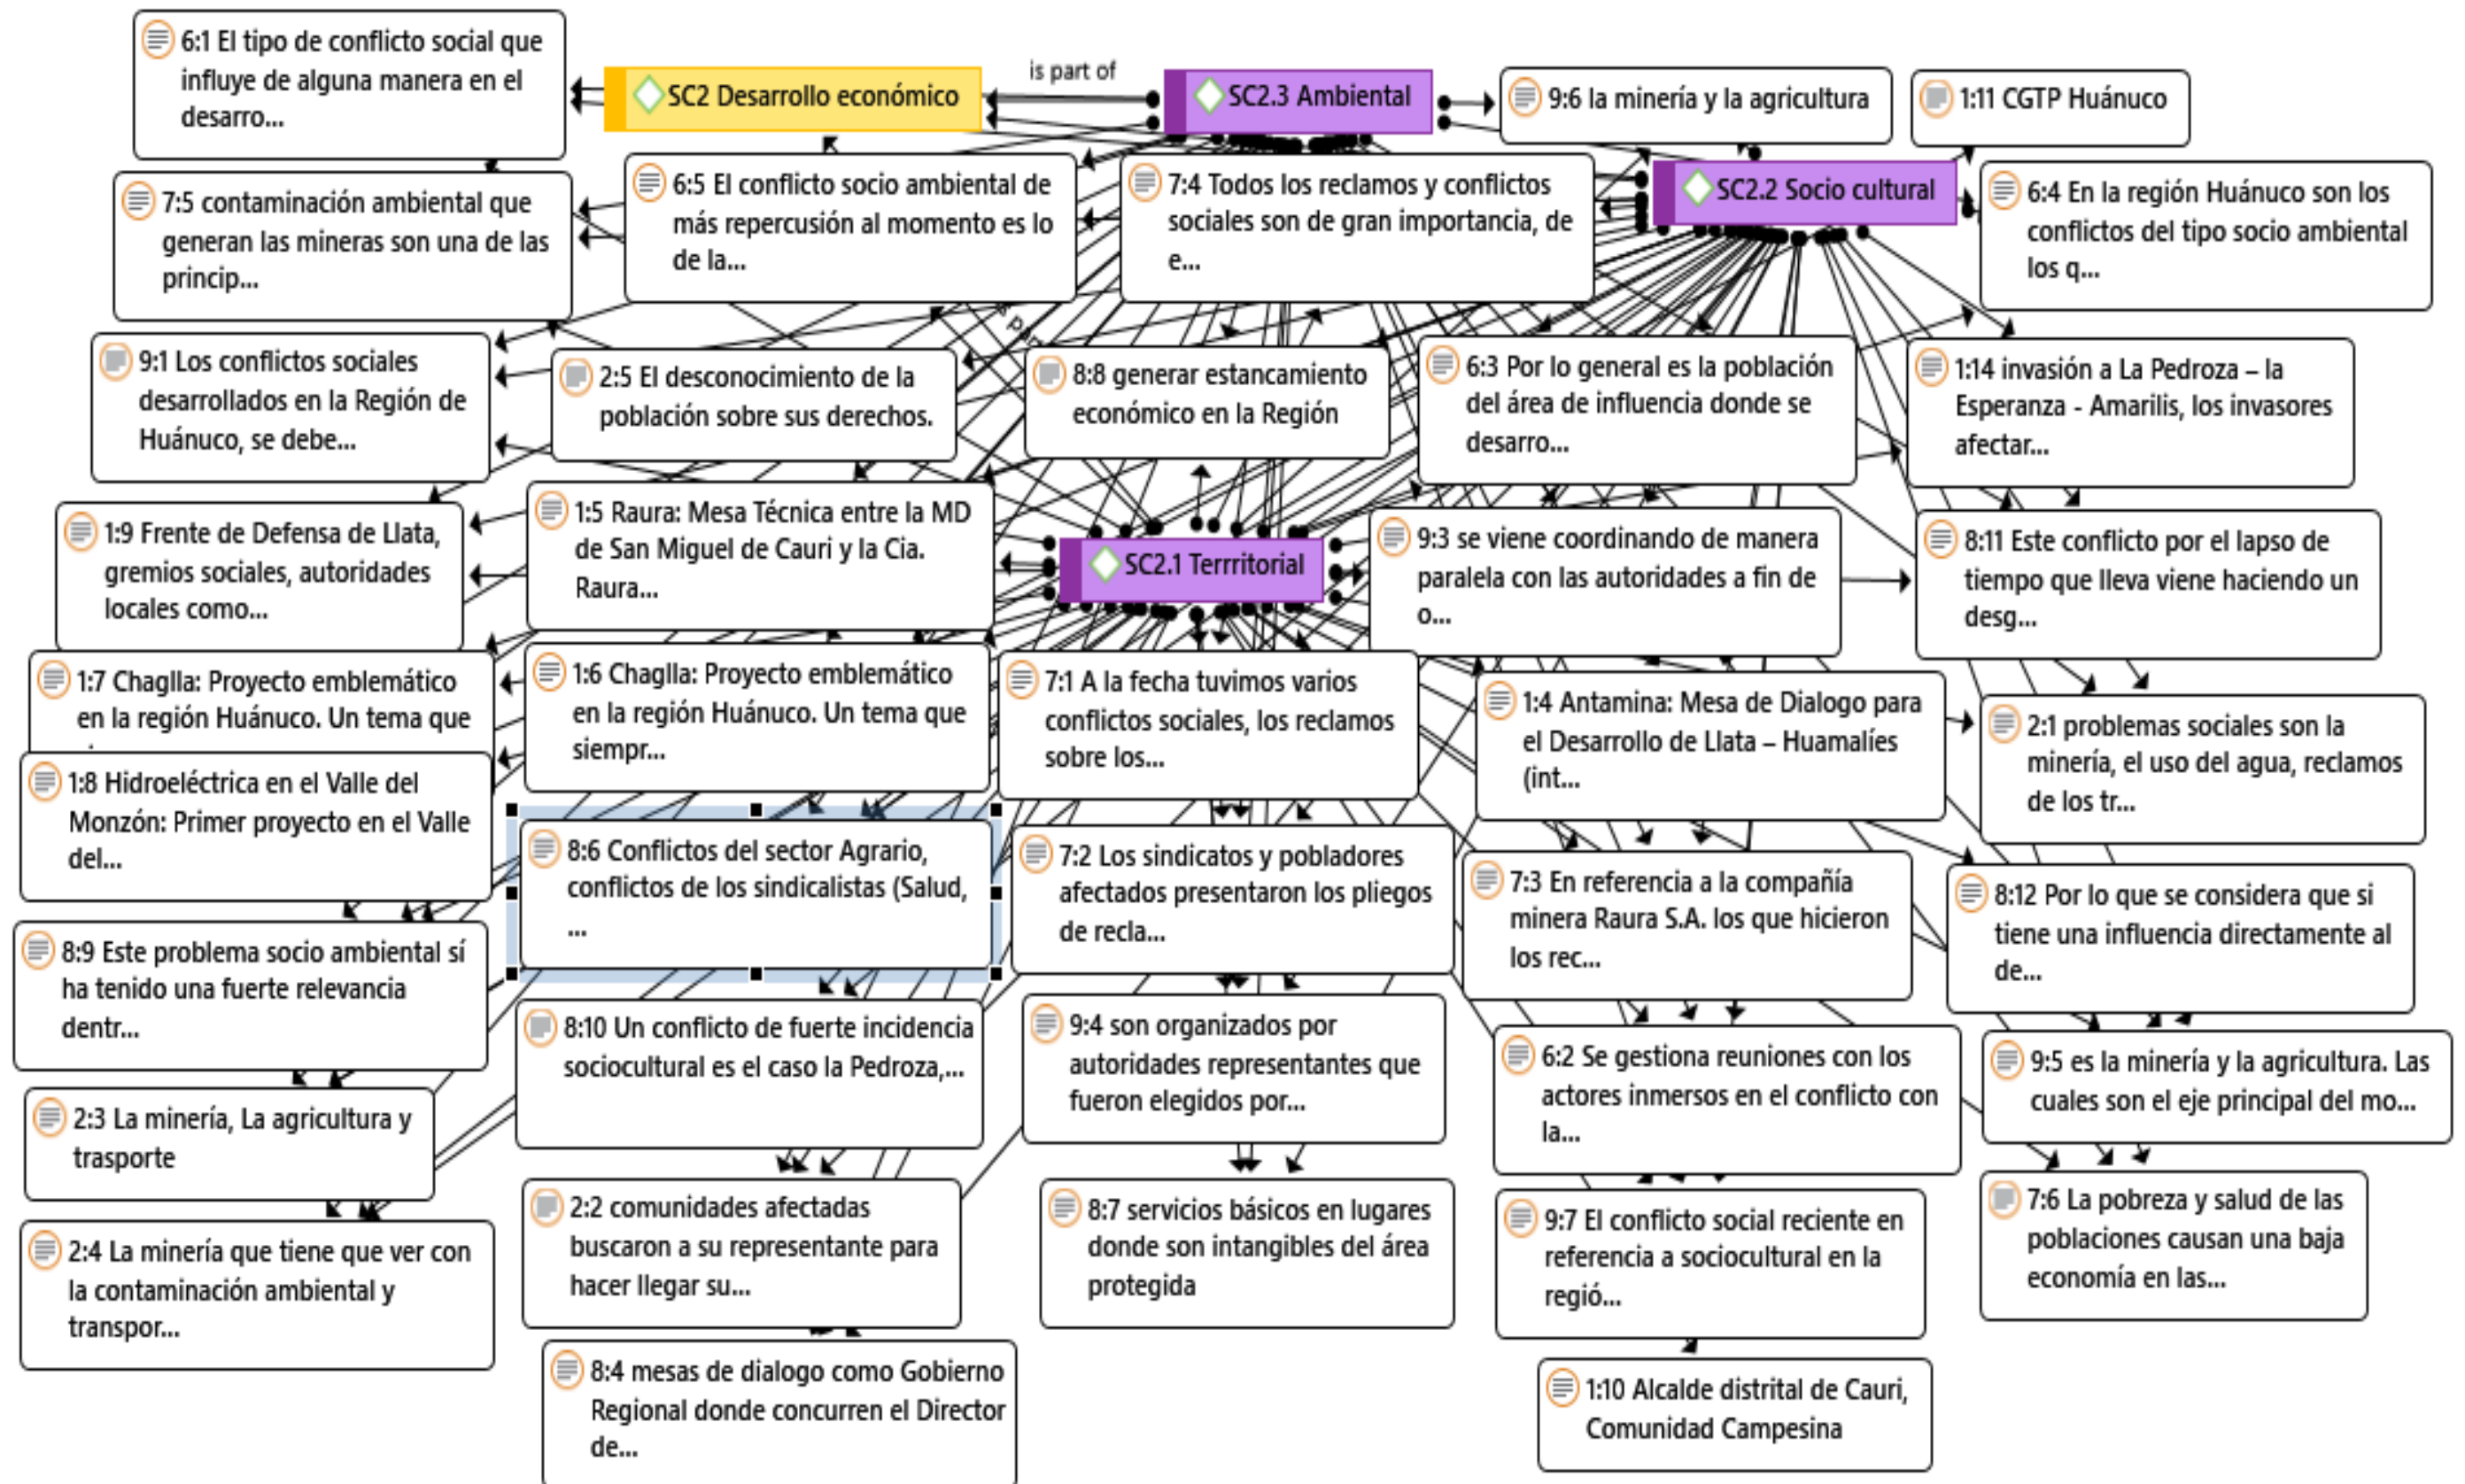 6:1 El tipo de conflicto social que
influye de alguna manera en el
desarro...
SC2 Desarrollo económico
is part of
SC2.3 Ambiental
9:6 la minería y la agricultura
1:11 CGTP Huánuco
7:5 contaminación ambiental que
generan las mineras son una de las
princip...
6:5 El conflicto socio ambiental de
más repercusión al momento es lo
de la...
7:4 Todos los reclamos y conflictos
sociales son de gran importancia, de
e...
SC2.2 Socio cultural
6:4 En la región Huánuco son los
conflictos del tipo socio ambiental
los q...
9:1 Los conflictos sociales
desarrollados en la Región de
Huánuco, se debe...
2:5 El desconocimiento de la
población sobre sus derechos.
8:8 generar estancamiento
económico en la Región
6:3 Por lo general es la población
del área de influencia donde se
desarro...
1:14 invasión a La Pedroza – la
Esperanza - Amarilis, los invasores
afectar...
1:9 Frente de Defensa de Llata,
gremios sociales, autoridades
locales como...
1:5 Raura: Mesa Técnica entre la MD
de San Miguel de Cauri y la Cia.
Raura...
SC2.1 Terrritorial
9:3 se viene coordinando de manera
paralela con las autoridades a fin de
o...
8:11 Este conflicto por el lapso de
tiempo que lleva viene haciendo un
desg...
1:7 Chaglla: Proyecto emblemático
en la región Huánuco. Un tema que
1:6 Chaglla: Proyecto emblemático
en la región Huánuco. Un tema que
siempr...
7:1 A la fecha tuvimos varios
conflictos sociales, los reclamos
sobre los...
1:4 Antamina: Mesa de Dialogo para
el Desarrollo de Llata – Huamalíes
(int...
2:1 problemas sociales son la
minería, el uso del agua, reclamos
de los tr...
1:8 Hidroeléctrica en el Valle del
Monzón: Primer proyecto en el Valle
del...
8:6 Conflictos del sector Agrario,
conflictos de los sindicalistas (Salud,
...
7:2 Los sindicatos y pobladores
afectados presentaron los pliegos
de recla...
7:3 En referencia a la compañía
minera Raura S.A. los que hicieron
los rec...
8:12 Por lo que se considera que si
tiene una influencia directamente al
de...
8:9 Este problema socio ambiental sí
ha tenido una fuerte relevancia
dentr...
8:10 Un conflicto de fuerte incidencia
sociocultural es el caso la Pedroza,...
9:4 son organizados por
autoridades representantes que
fueron elegidos por...
6:2 Se gestiona reuniones con los
actores inmersos en el conflicto con
la...
9:5 es la minería y la agricultura. Las
cuales son el eje principal del mo...
2:3 La minería, La agricultura y
trasporte
2:2 comunidades afectadas
buscaron a su representante para
hacer llegar su...
8:7 servicios básicos en lugares
donde son intangibles del área
protegida
9:7 El conflicto social reciente en
referencia a sociocultural en la
regió...
7:6 La pobreza y salud de las
poblaciones causan una baja
economía en las...
2:4 La minería que tiene que ver con
la contaminación ambiental y
transpor...
8:4 mesas de dialogo como Gobierno
Regional donde concurren el Director
de...
1:10 Alcalde distrital de Cauri,
Comunidad Campesina